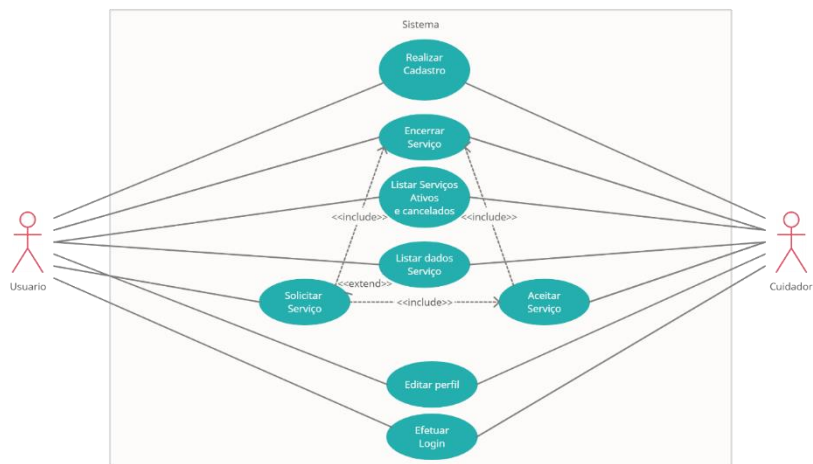 Sistema
Realizar
Cadastro
Encerrar
Serviço
Listar Serviços
Ativos
e cancelados
<<include>>
<<include>>
Listar dados
Serviço
<<extend>>
Solicitar
Serviço
<<include>>
Aceitar
Serviço
Usuario
Cuidador
Editar perfil
Efetuar
Login